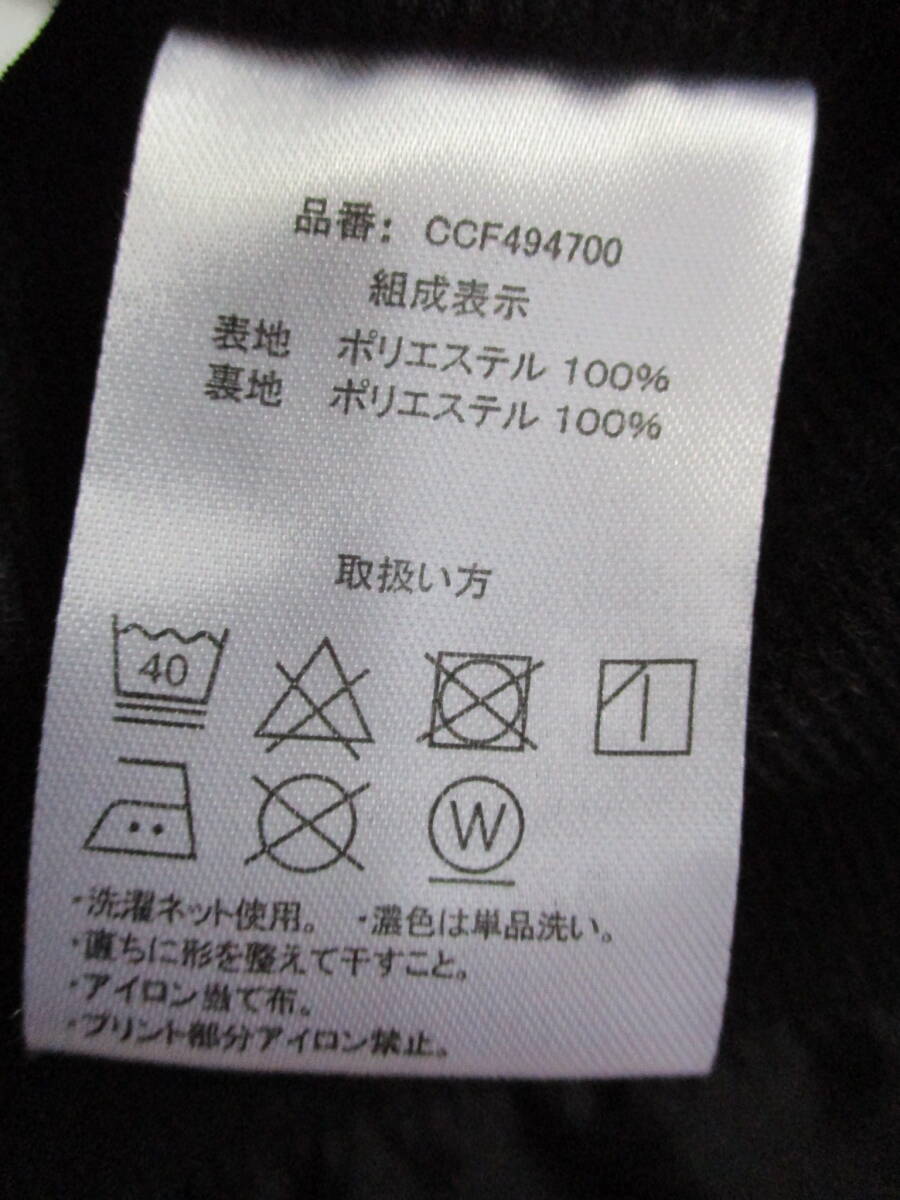 品番: CCF494700
組成表示
表地 ポリエステル 100%
裏地 ポリエステル 100%
取扱い方
40
W
・洗濯ネット使用。 ・濃色は単品洗い。
・直ちに形を整えて干すこと。
・アイロン当て布。
・プリント部分アイロン禁止。